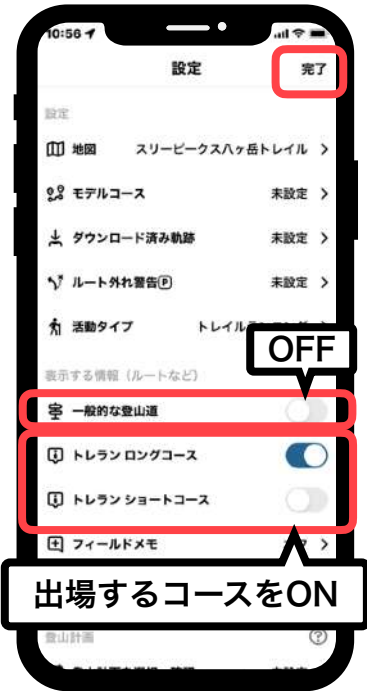 10:56
設定
完了
設定
地図 スリーピークス八ヶ岳トレイル
モデルコース 未設定
ダウンロード済み軌跡 未設定
ルート外れ警告P 未設定
活動タイプ トレイル
OFF
表示する情報(ルートなど)
一般的な登山道
トレラン ロングコース
トレラン ショートコース
フィールドメモ
出場するコースをON
登山計画